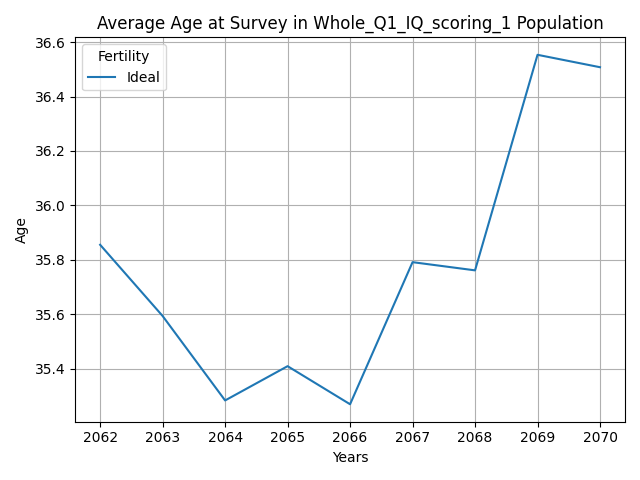 Average Age at Survey in Whole_Q1_IQ_scoring_1 Population
Fertility
Ideal
36.6
36.4
36.2
36.0
35.8
35.6
35.4
Age
2062 2063 2064 2065 2066 2067 2068 2069 2070
Years